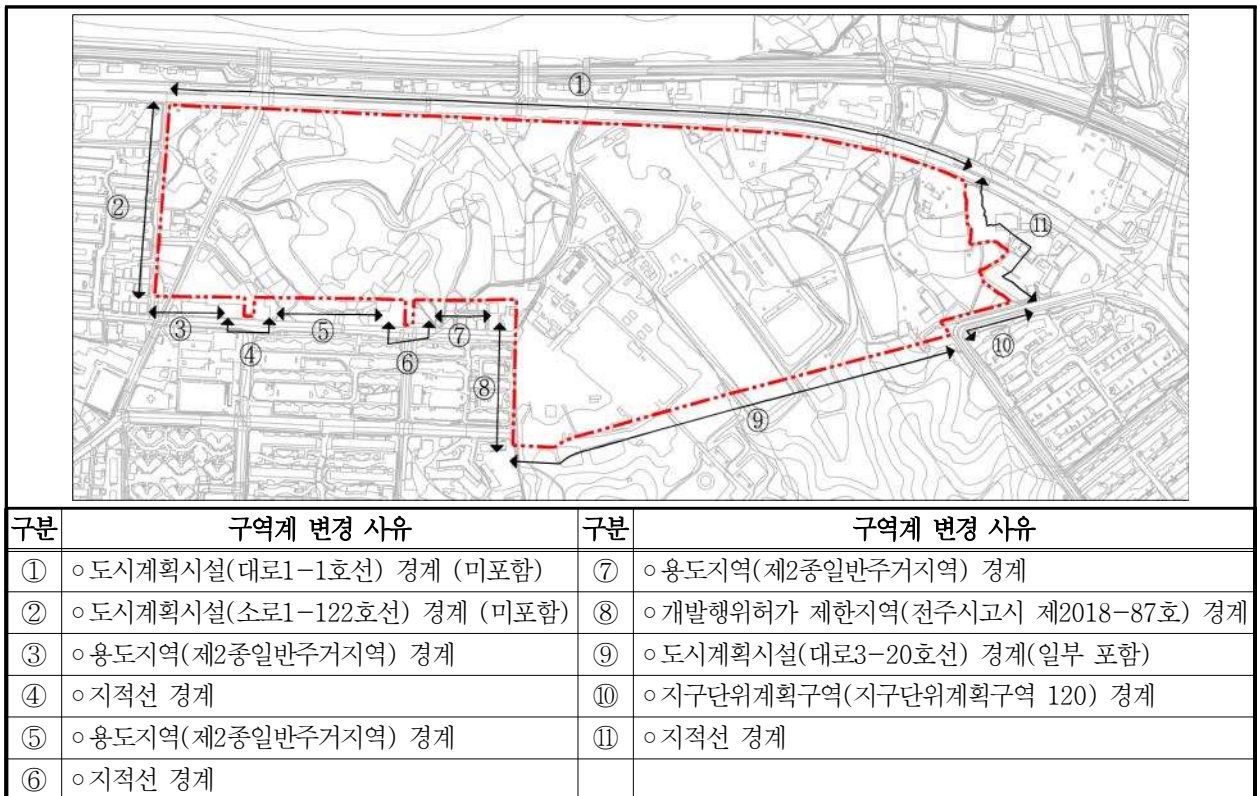 ①
②
⑪
③
④
⑤
⑥
⑦
⑧
⑨
⑩
구분 구역계 변경 사유 구분 구역계 변경 사유
① ○도시계획시설(대로1-1호선) 경계 (미포함) ⑦ ○용도지역(제2종일반주거지역) 경계
② ○도시계획시설(소로1-122호선) 경계 (미포함) ⑧ ○개발행위허가 제한지역(전주시고시 제2018-87호) 경계
③ ○용도지역(제2종일반주거지역) 경계 ⑨ ○도시계획시설(대로3-20호선) 경계(일부 포함)
④ ○지적선 경계 ⑩ ○지구단위계획구역(지구단위계획구역 120) 경계
⑤ ○용도지역(제2종일반주거지역) 경계 ⑪ ○지적선 경계
⑥ ○지적선 경계